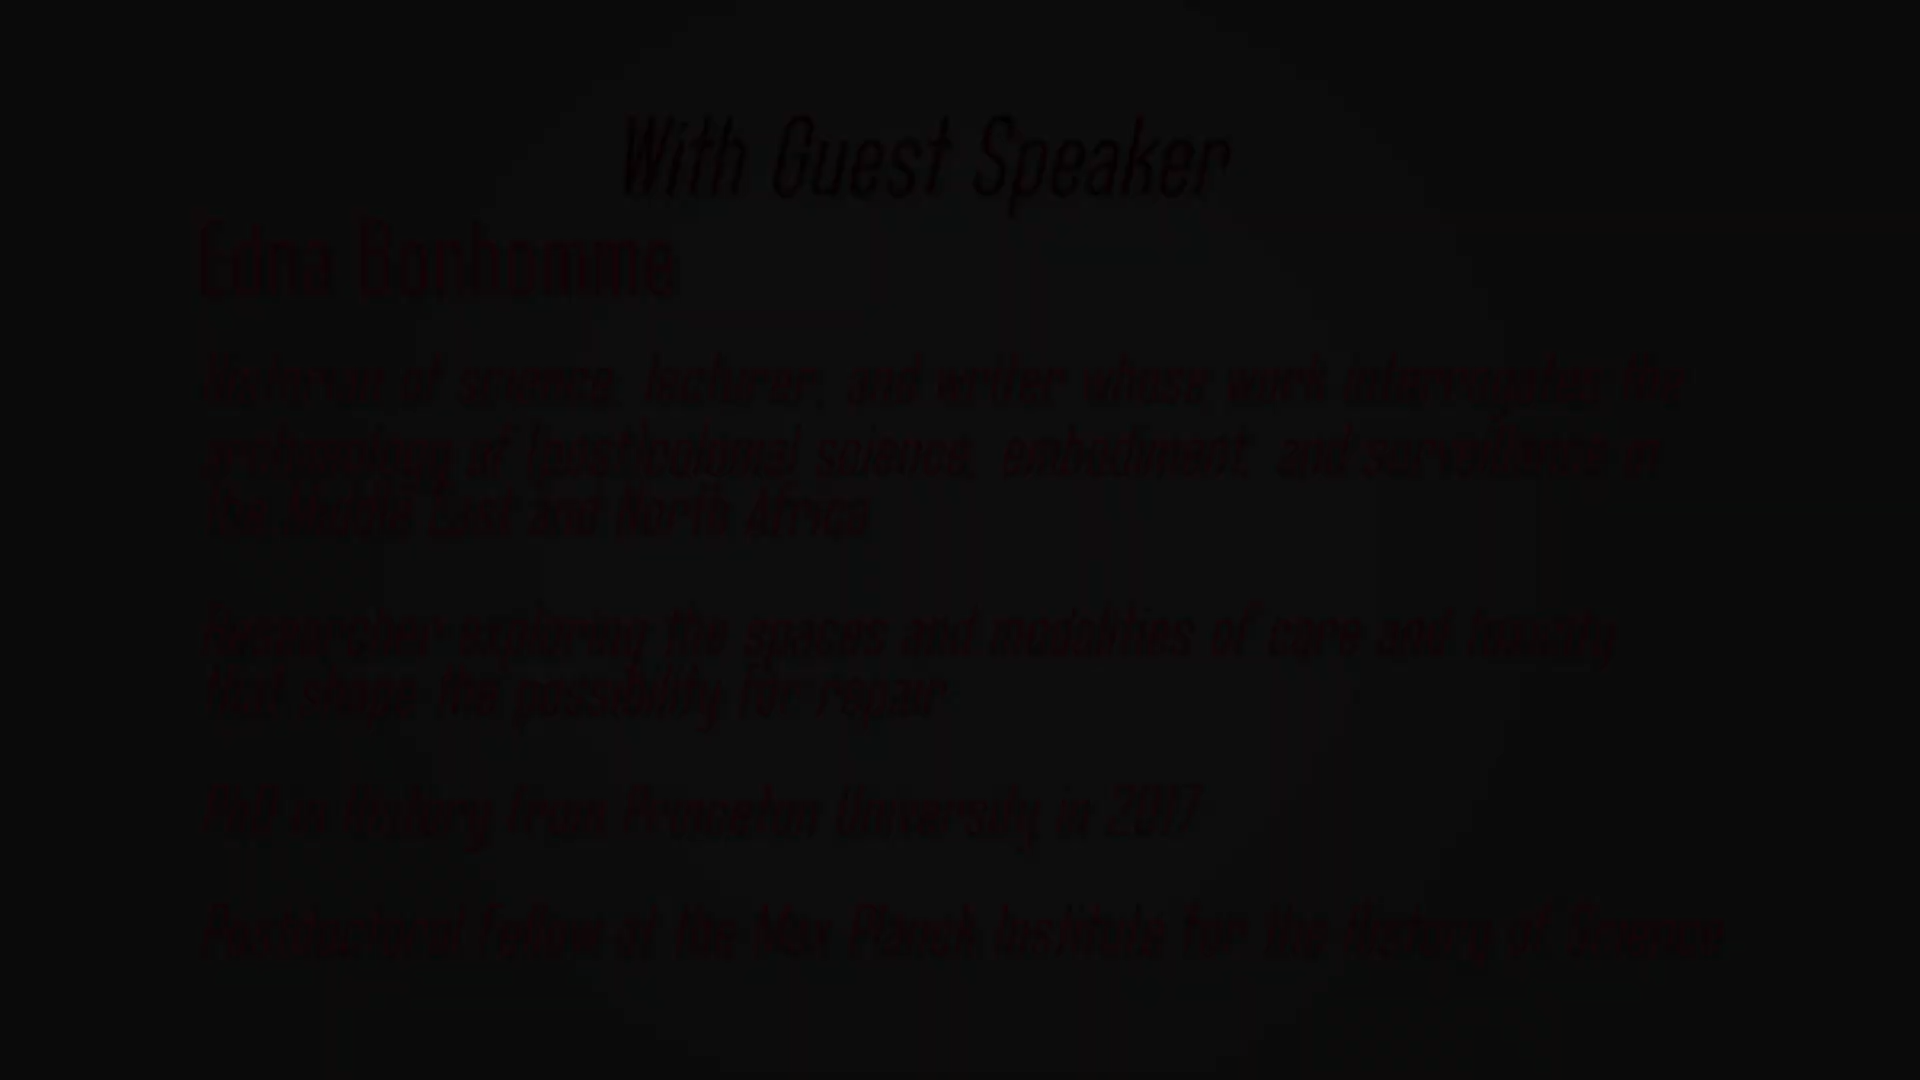 With Guest Speaker
Edna Bonhomme
Historian of science, lecturer, and writer whose work interrogates the
archaeology of (post)colonial science, embodiment, and surveillance in
the Middle East and North Africa
Researcher exploring the spaces and modalities of care and toxicity
that shape the possibility for repair
PhD in History from Princeton University in 2017
Postdoctoral Fellow at the Max Planck Institute for the History of Science